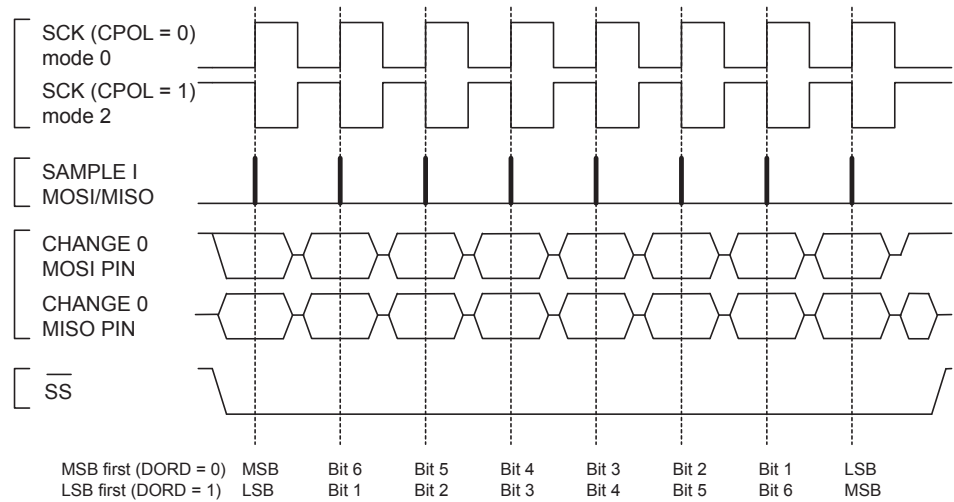 SCK (CPOL = 0)
mode 0
SCK (CPOL = 1)
mode 2
SAMPLE I
MOSI/MISO
CHANGE 0
MOSI PIN
CHANGE 0
MISO PIN
SS
MSB first (DORD = 0) MSB Bit 6 Bit 5 Bit 4 Bit 3 Bit 2 Bit 1 LSB
LSB first (DORD = 1) LSB Bit 1 Bit 2 Bit 3 Bit 4 Bit 5 Bit 6 MSB